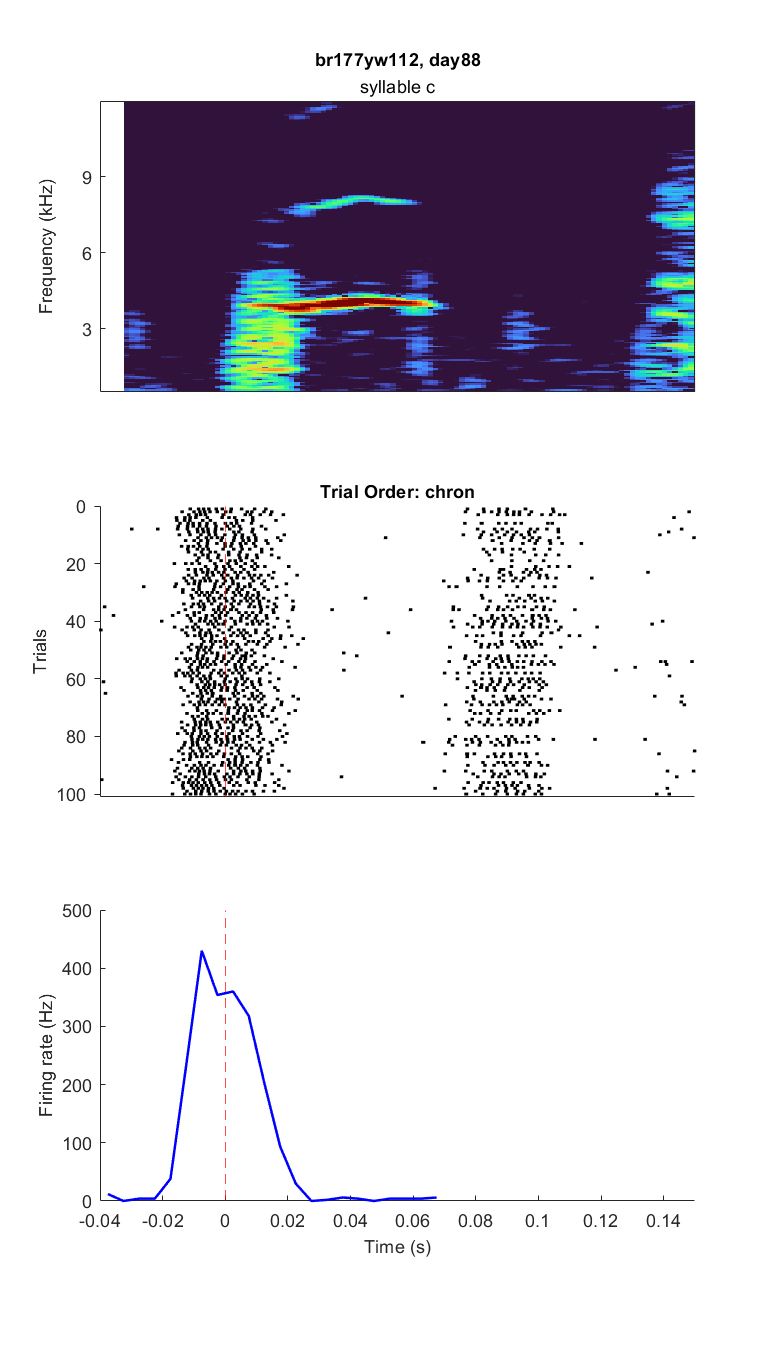 br177yw112, day88
syllable c
9
6
3
Frequency (kHz)
Trial Order: chron
0
20
40
60
80
100
Trials
500
400
300
200
100
0
Firing rate (Hz)
-0.04 -0.02 0 0.02 0.04 0.06 0.08 0.1 0.12 0.14
Time (s)